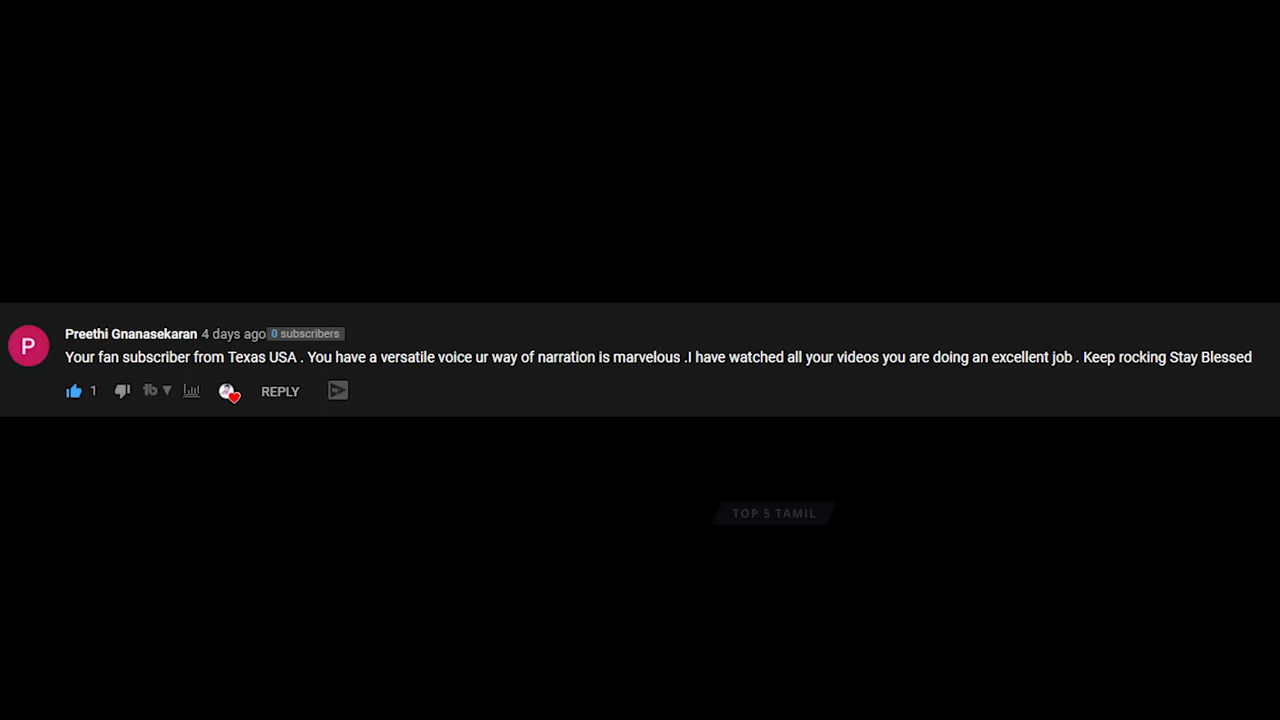 P
Preethi Gnanasekaran 4 days ago 0 subscribers
Your fan subscriber from Texas USA . You have a versatile voice ur way of narration is marvelous .I have watched all your videos you are doing an excellent job . Keep rocking Stay Blessed
1 tb REPLY
TOP 5 TAMIL